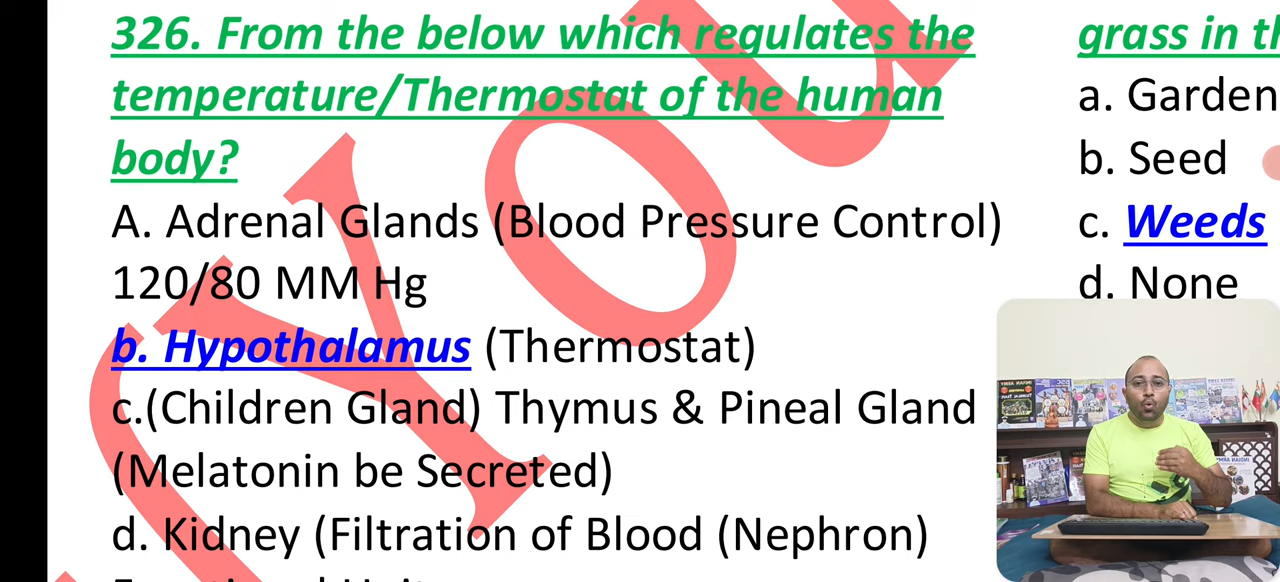 326. From the below which regulates the
temperature/Thermostat of the human
body?
A. Adrenal Glands (Blood Pressure Control)
120/80 MM Hg
b. Hypothalamus (Thermostat)
c.(Children Gland) Thymus & Pineal Gland
(Melatonin be Secreted)
d. Kidney (Filtration of Blood (Nephron)
grass in th
a. Garden
b. Seed
c. Weeds
d. None
You